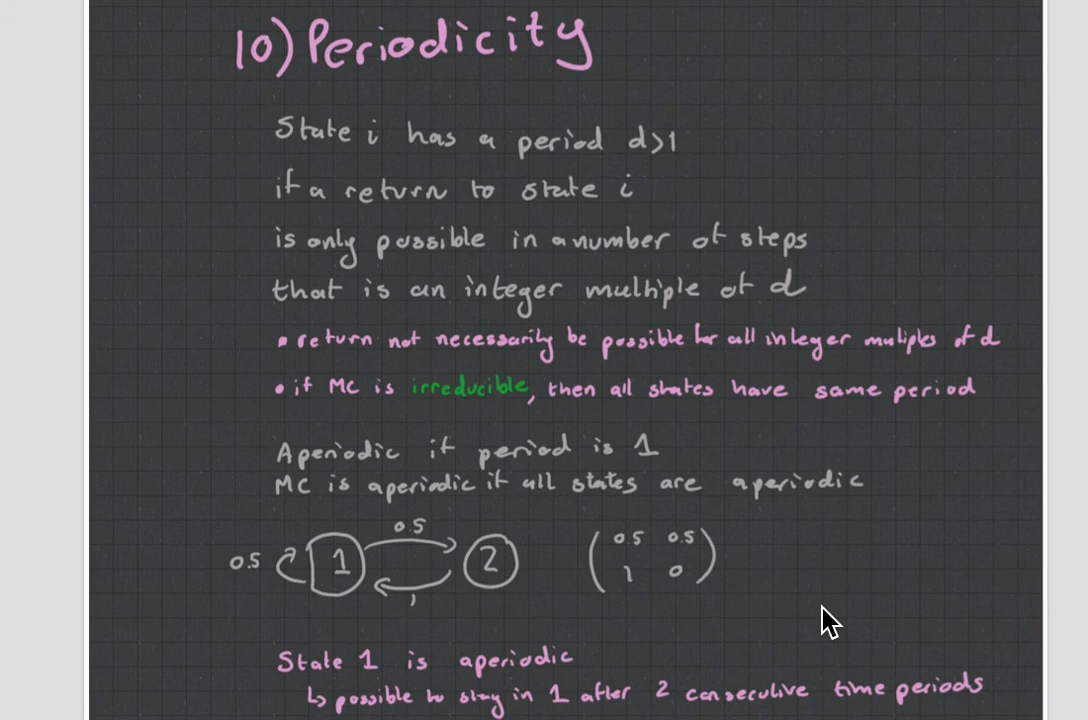 10) Periodicity
State i has a period d>1
if a return to state i
is only possible in a number of steps
that is an integer multiple of d
• return not necessarily be possible for all integer multiples of d
• if MC is irreducible, then all states have same period
Aperiodic if period is 1
MC is aperiodic if all states are aperiodic
0.5
0.5 1 2 (0.5 0.5
1 0)
1
State 1 is aperiodic
↳ possible to stay in 1 after 2 consecutive time periods